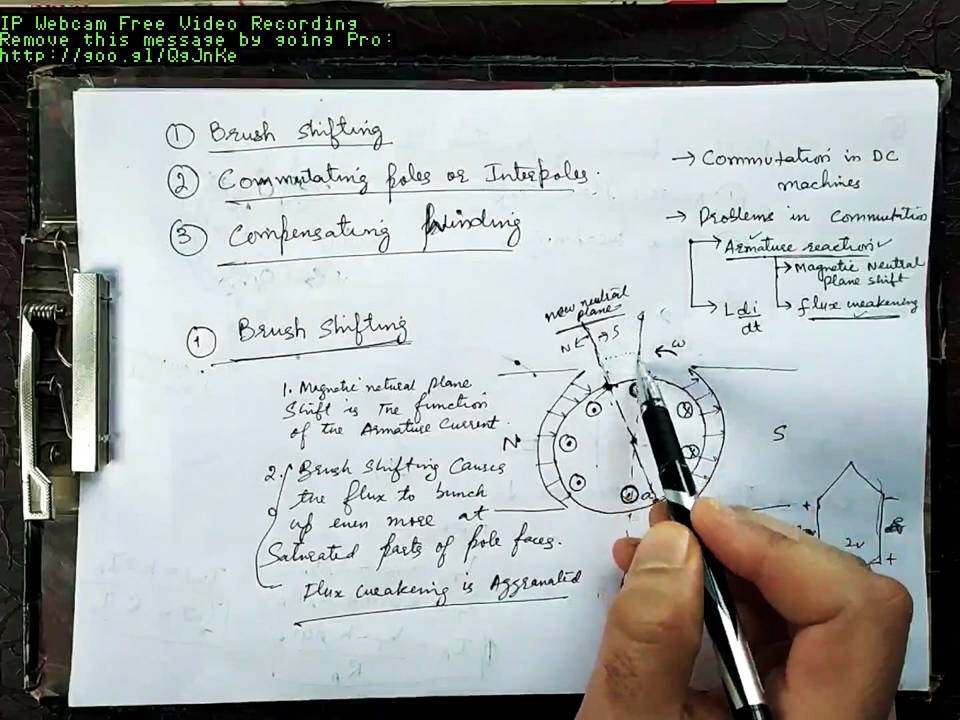 IP Webcam Free Video Recording
Remove this message by going Pro:
http://goo.gl/QgJnKe
① Brush shifting
② Commutating poles or Interpoles.
③ Compensating Winding
→ Commutation in DC
machines
→ Problems in Commutation
→ Armature reaction
→ Magnetic Neutral
Plane shift
→ flux weakening
→ L di/dt
① Brush Shifting
1. Magnetic netural plane
Shift is the function
of the Armature Current.
2. Brush Shifting Causes
the flux to bunch
up even more at
Saturated parts of pole faces.
Flux weakening is Aggranated
new neutral
plane
N S
ω
N
S
a
+
2v
+